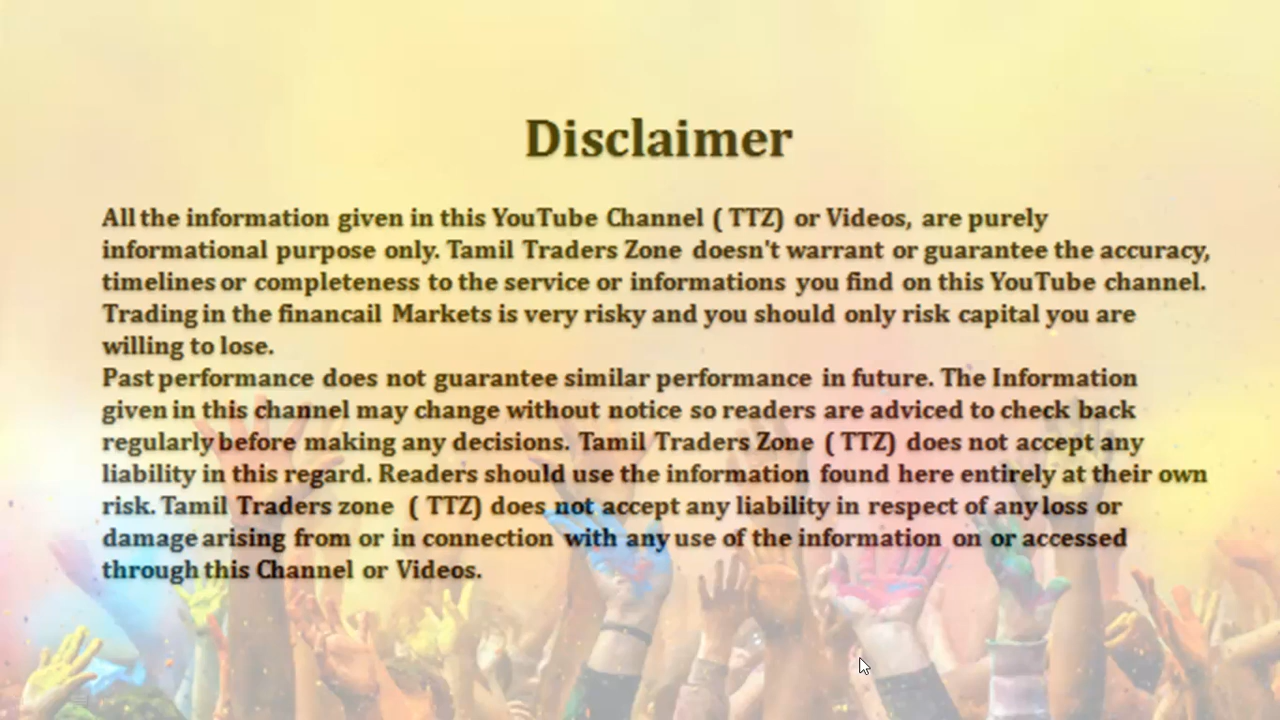 Disclaimer
All the information given in this YouTube Channel ( TTZ) or Videos, are purely
informational purpose only. Tamil Traders Zone doesn't warrant or guarantee the accuracy,
timelines or completeness to the service or informations you find on this YouTube channel.
Trading in the financail Markets is very risky and you should only risk capital you are
willing to lose.
Past performance does not guarantee similar performance in future. The Information
given in this channel may change without notice so readers are adviced to check back
regularly before making any decisions. Tamil Traders Zone ( TTZ) does not accept any
liability in this regard. Readers should use the information found here entirely at their own
risk. Tamil Traders zone ( TTZ) does not accept any liability in respect of any loss or
damage arising from or in connection with any use of the information on or accessed
through this Channel or Videos.